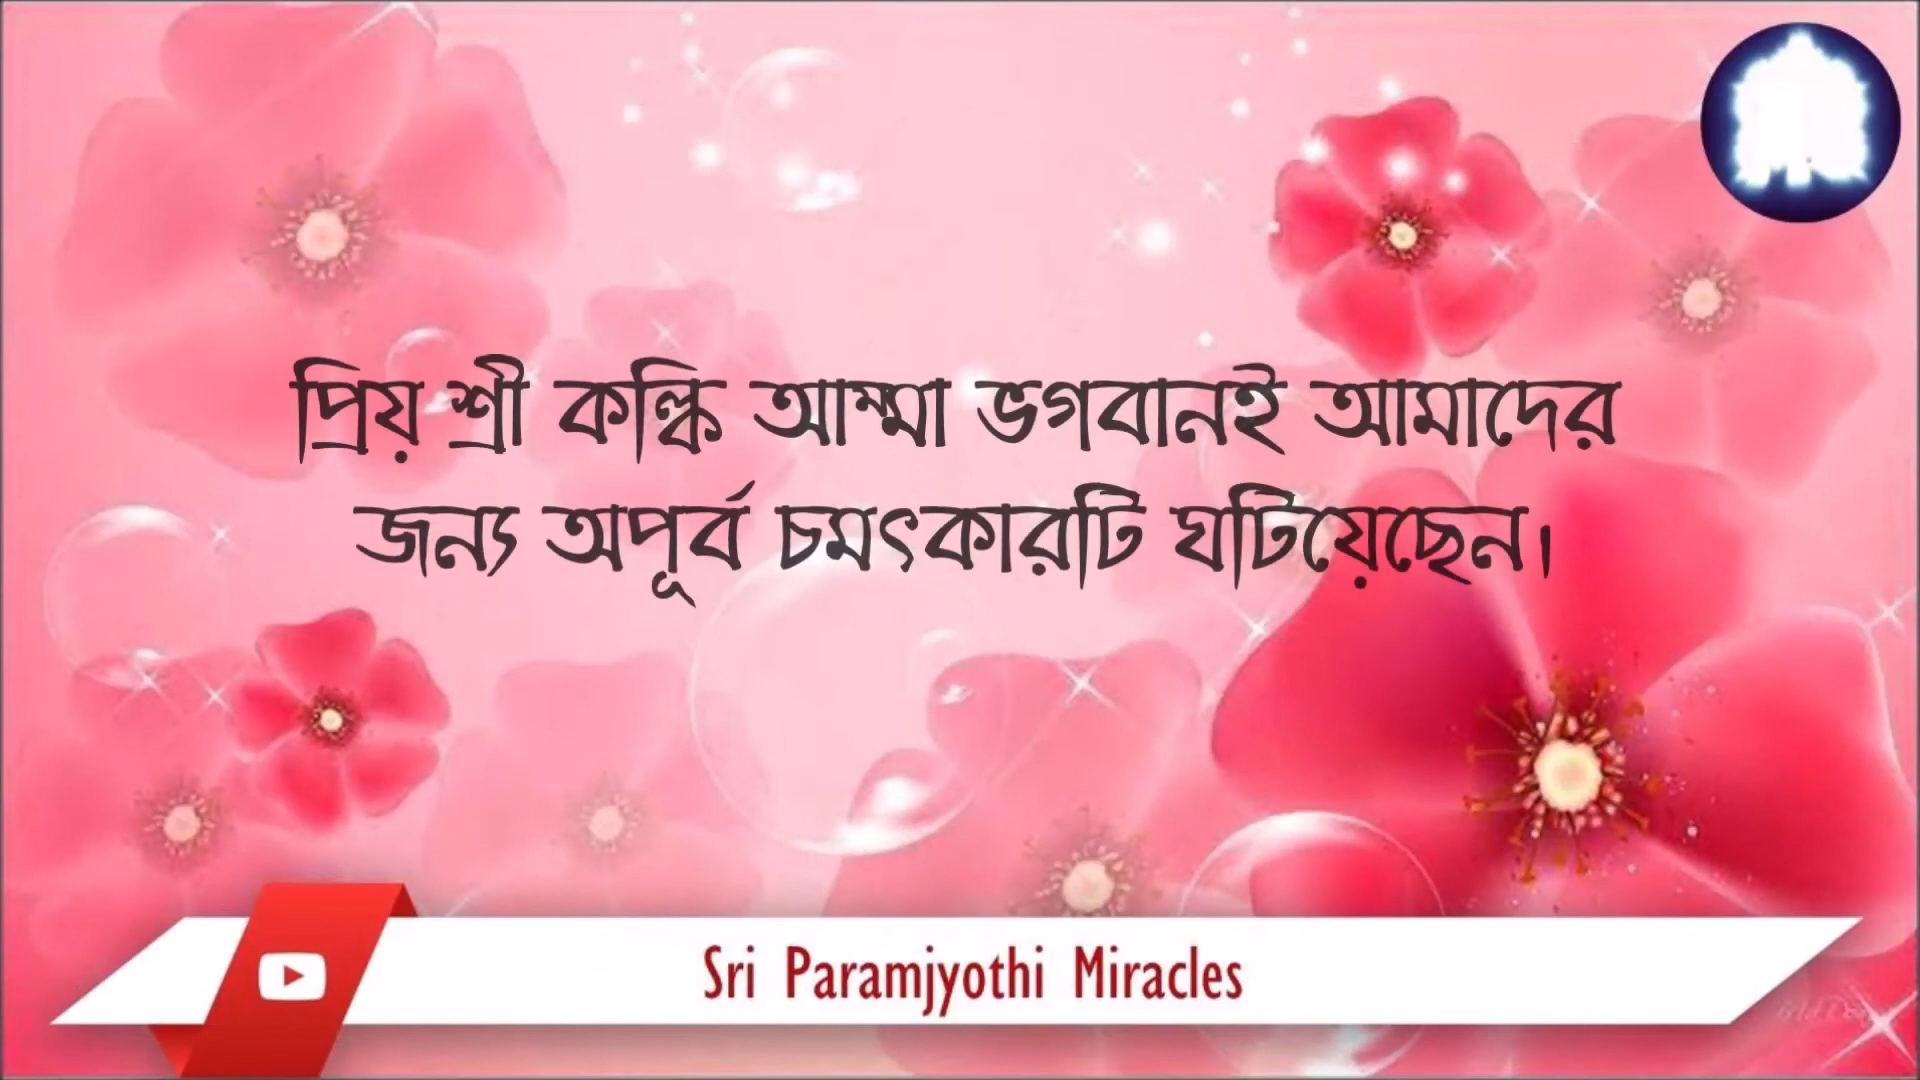 প্রিয় শ্রী কল্কি আম্মা ভগবানই আমাদের
জন্য অপূর্ব চমৎকারটি ঘটিয়েছেন।
Sri Paramjyothi Miracles